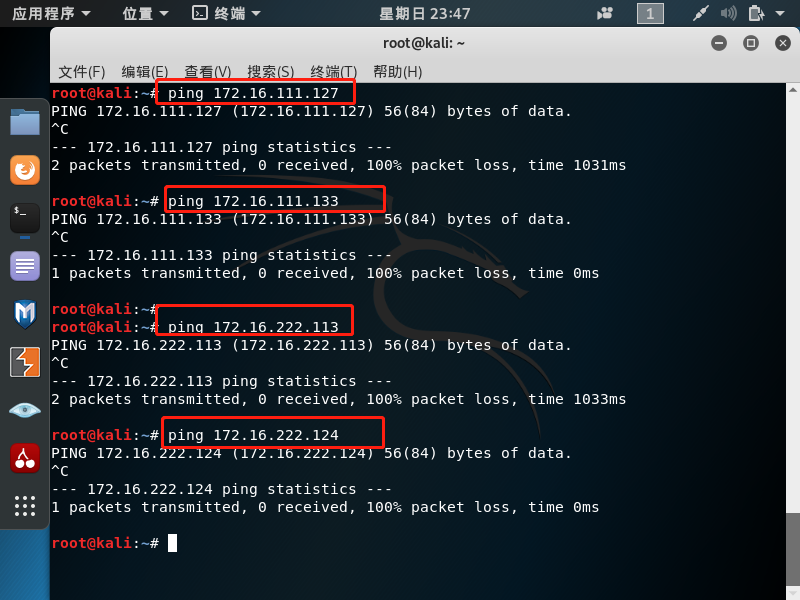 应用程序 位置 终端 星期日 23:47 1
root@kali: ~
文件(F) 编辑(E) 查看(V) 搜索(S) 终端(T) 帮助(H)
root@kali:~# ping 172.16.111.127
PING 172.16.111.127 (172.16.111.127) 56(84) bytes of data.
^C
--- 172.16.111.127 ping statistics ---
2 packets transmitted, 0 received, 100% packet loss, time 1031ms
root@kali:~# ping 172.16.111.133
PING 172.16.111.133 (172.16.111.133) 56(84) bytes of data.
^C
--- 172.16.111.133 ping statistics ---
1 packets transmitted, 0 received, 100% packet loss, time 0ms
root@kali:~#
root@kali:~# ping 172.16.222.113
PING 172.16.222.113 (172.16.222.113) 56(84) bytes of data.
^C
--- 172.16.222.113 ping statistics ---
2 packets transmitted, 0 received, 100% packet loss, time 1033ms
root@kali:~# ping 172.16.222.124
PING 172.16.222.124 (172.16.222.124) 56(84) bytes of data.
^C
--- 172.16.222.124 ping statistics ---
1 packets transmitted, 0 received, 100% packet loss, time 0ms
root@kali:~#